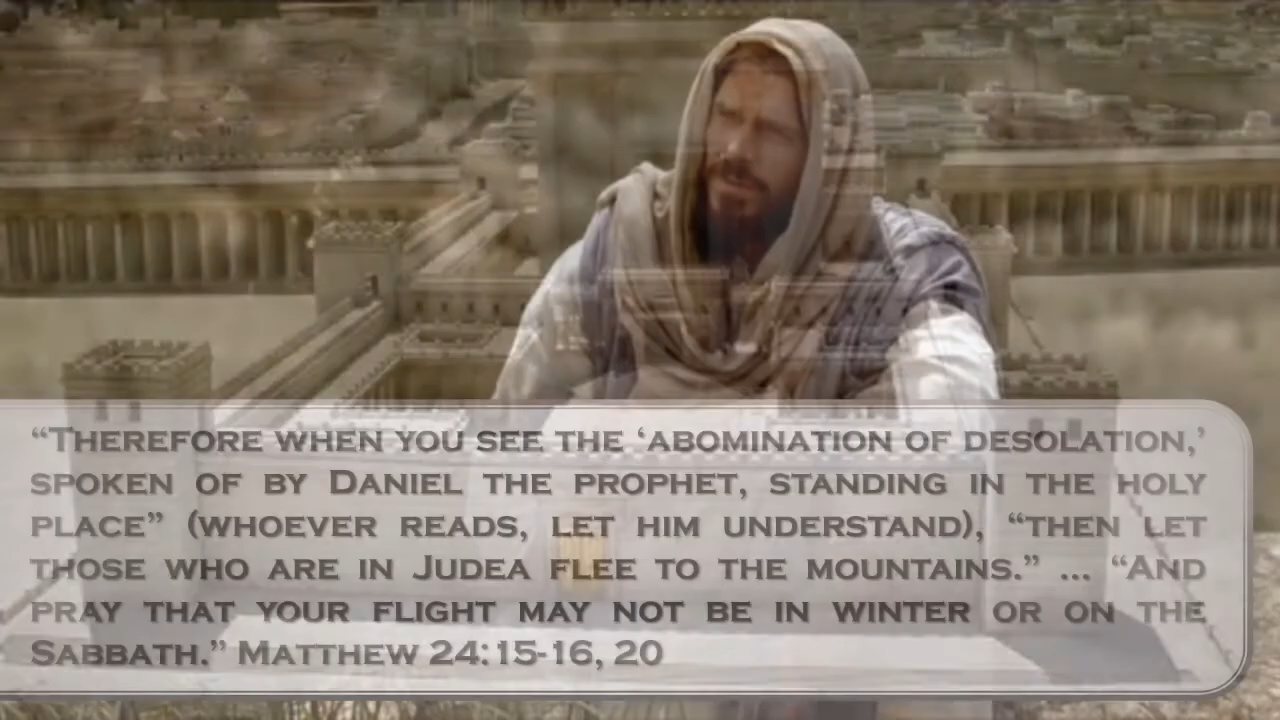 “Therefore when you see the ‘abomination of desolation,’
spoken of by Daniel the prophet, standing in the holy
place” (whoever reads, let him understand), “then let
those who are in Judea flee to the mountains.” ... “And
pray that your flight may not be in winter or on the
Sabbath.” Matthew 24:15-16, 20